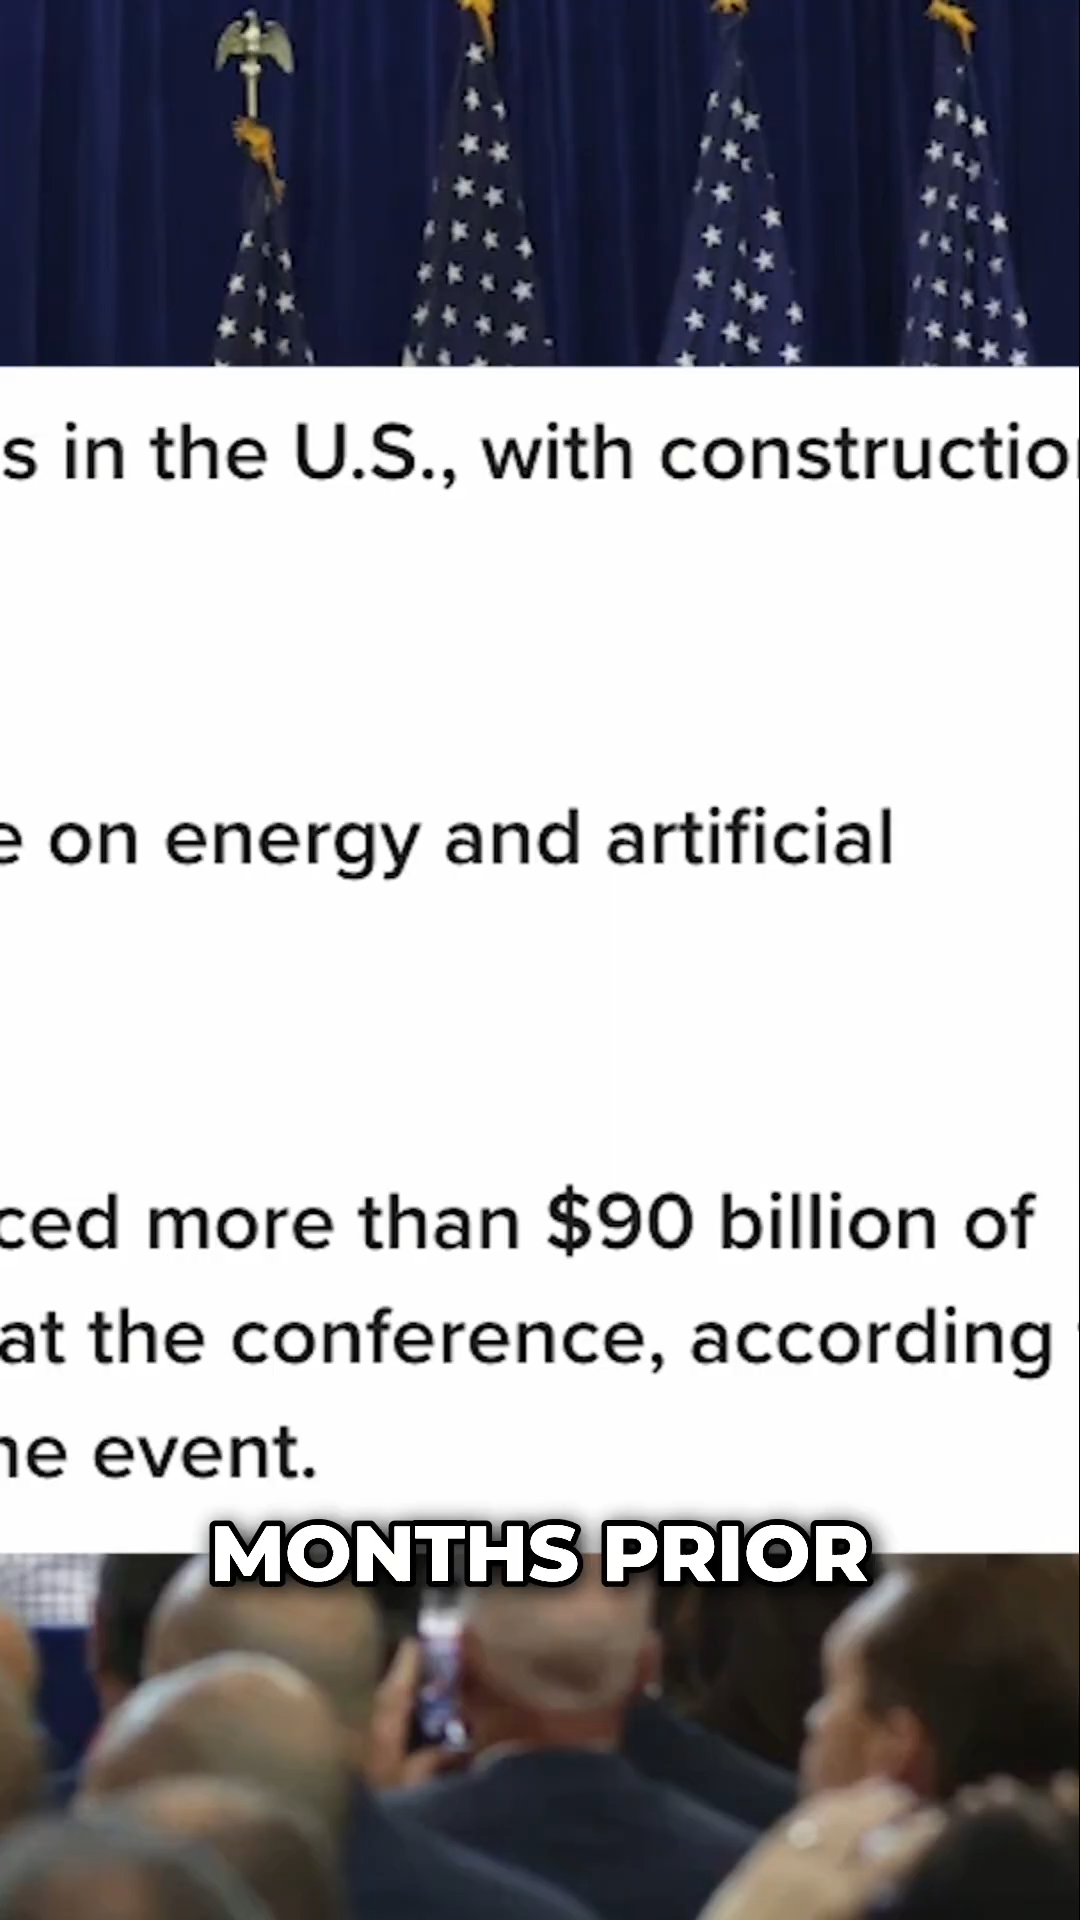 s in the U.S., with construction
e on energy and artificial
ced more than $90 billion of
at the conference, according
he event.
MONTHS PRIOR